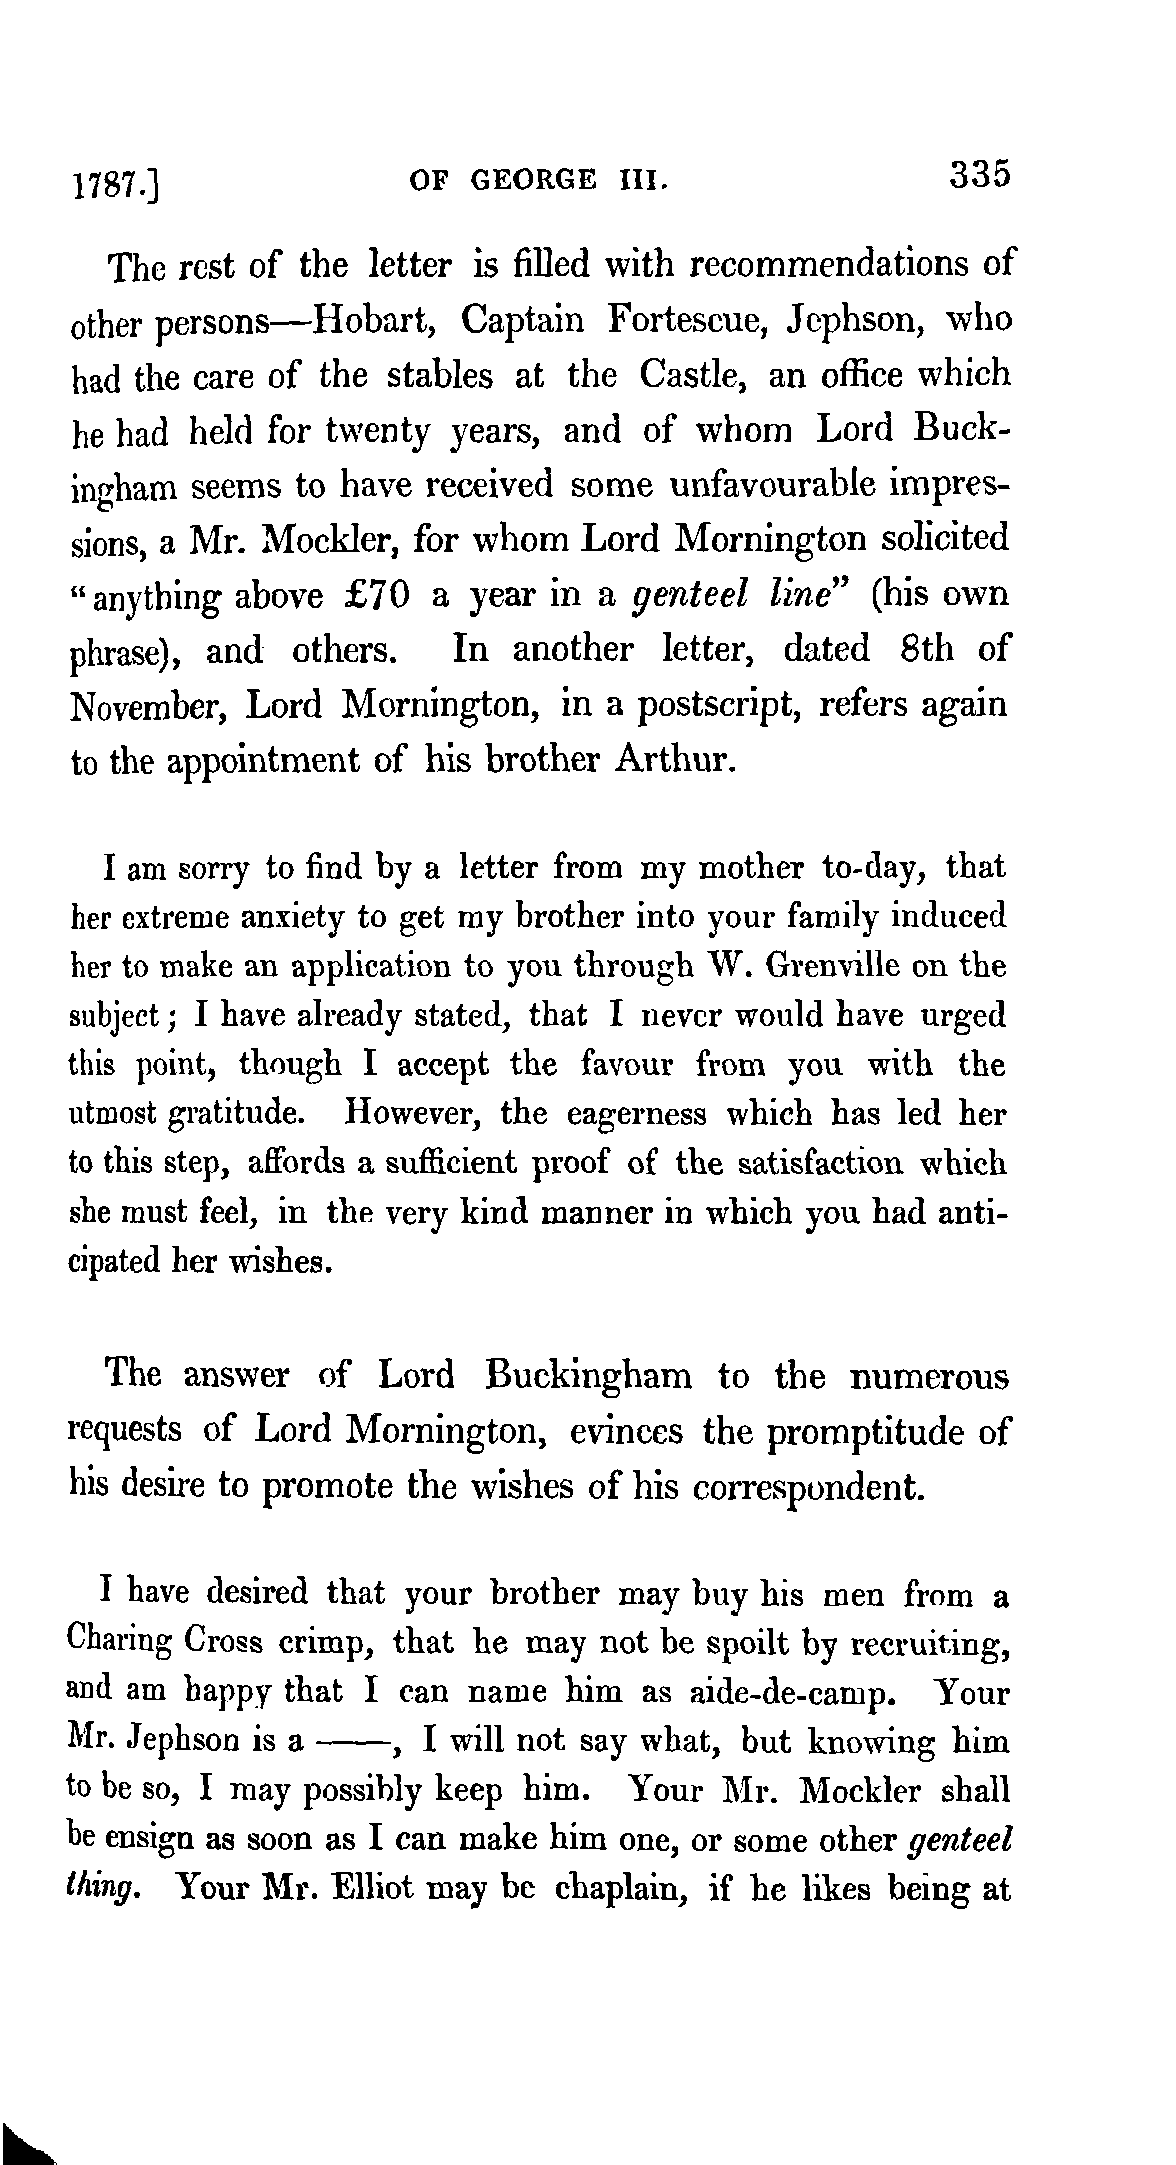 1787.] OF GEORGE III. 335
The rest of the letter is filled with recommendations of
other persons—Hobart, Captain Fortescue, Jephson, who
had the care of the stables at the Castle, an office which
he had held for twenty years, and of whom Lord Buck-
ingham seems to have received some unfavourable impres-
sions, a Mr. Mockler, for whom Lord Mornington solicited
“anything above £70 a year in a genteel line” (his own
phrase), and others. In another letter, dated 8th of
November, Lord Mornington, in a postscript, refers again
to the appointment of his brother Arthur.
I am sorry to find by a letter from my mother to-day, that
her extreme anxiety to get my brother into your family induced
her to make an application to you through W. Grenville on the
subject; I have already stated, that I never would have urged
this point, though I accept the favour from you with the
utmost gratitude. However, the eagerness which has led her
to this step, affords a sufficient proof of the satisfaction which
she must feel, in the very kind manner in which you had anti-
cipated her wishes.
The answer of Lord Buckingham to the numerous
requests of Lord Mornington, evinces the promptitude of
his desire to promote the wishes of his correspondent.
I have desired that your brother may buy his men from a
Charing Cross crimp, that he may not be spoilt by recruiting,
and am happy that I can name him as aide-de-camp. Your
Mr. Jephson is a ——, I will not say what, but knowing him
to be so, I may possibly keep him. Your Mr. Mockler shall
be ensign as soon as I can make him one, or some other genteel
thing. Your Mr. Elliot may be chaplain, if he likes being at